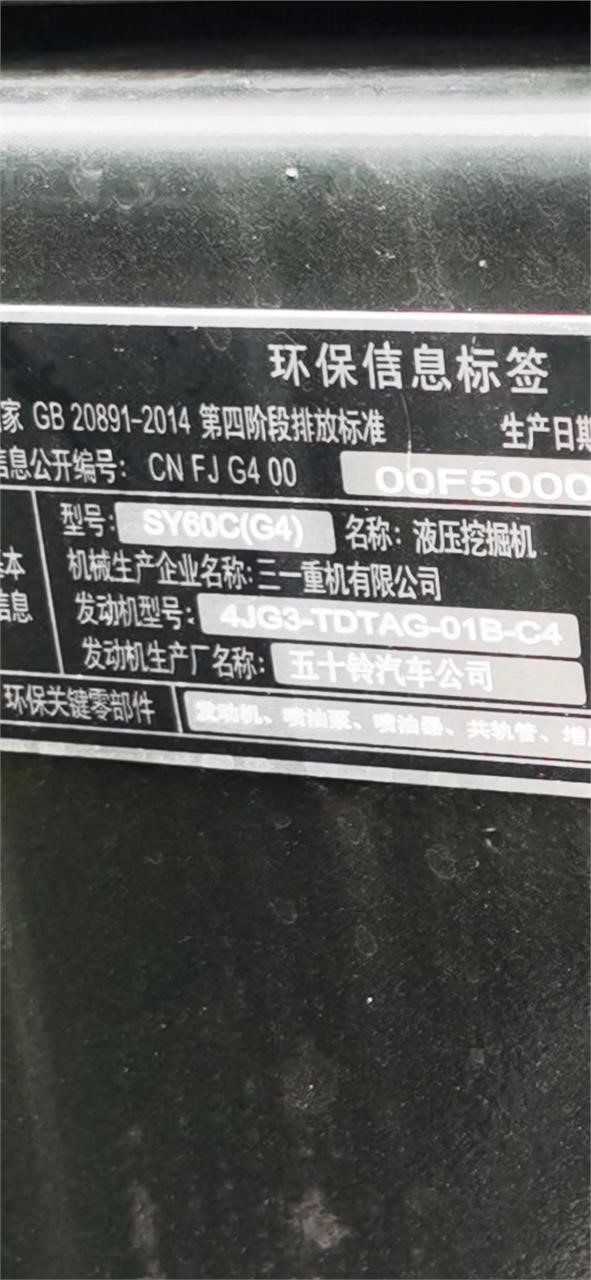 环保信息标签
家 GB 20891-2014 第四阶段排放标准 生产日期
信息公开编号: CN FJ G4 00 00F5000
型号: SY60C(G4) 名称: 液压挖掘机
基本
信息
机械生产企业名称:三一重机有限公司
发动机型号: 4JG3-TDTAG-01B-C4
发动机生产厂名称: 五十铃汽车公司
环保关键零部件 发动机、喷油泵、喷油器、共轨管、增